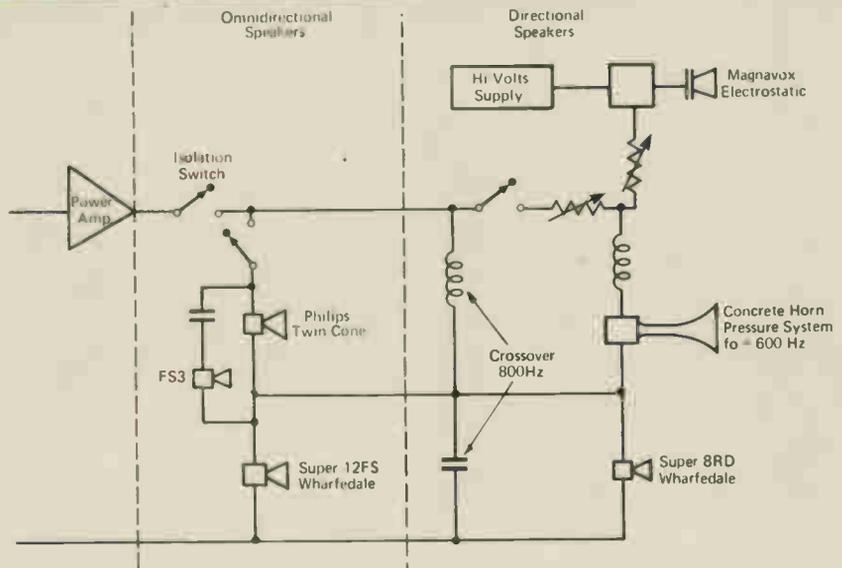 Omnidirectional
Speakers
Directional
Speakers
Hi Volts
Supply
Magnavox
Electrostatic
Isolation
Switch
Power
Amp
Philips
Twin Cone
FS3
Crossover
800Hz
Concrete Horn
Pressure System
fo = 600 Hz
Super 12FS
Wharfedale
Super 8RD
Wharfedale